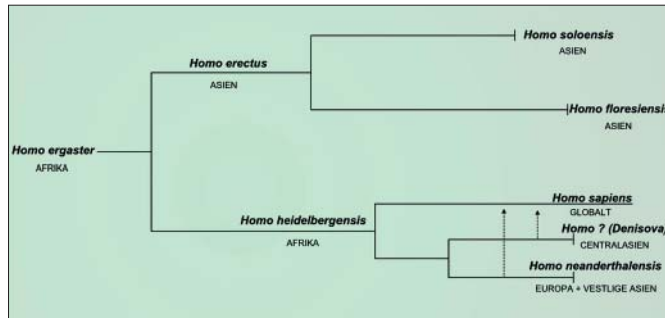 Homo soloensis
ASIEN
Homo erectus
ASIEN
Homo floresiensis
ASIEN
Homo ergaster
AFRIKA
Homo sapiens
GLOBALT
Homo heidelbergensis
AFRIKA
Homo ? (Denisova)
CENTRALASIEN
Homo neanderthalensis
EUROPA + VESTLIGE ASIEN